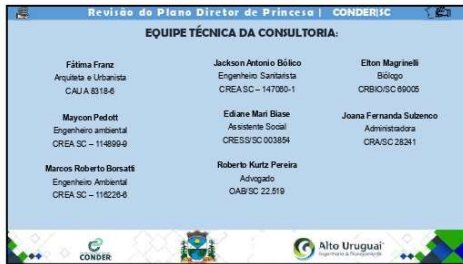 Revisão do Plano Diretor de Princesa | CONDER|SC
EQUIPE TÉCNICA DA CONSULTORIA:
Fátima Franz
Arquiteta e Urbanista
CAU A 8318-6
Maycon Pedott
Engenheiro ambiental
CREA SC – 114899-9
Marcos Roberto Borsatti
Engenheiro Ambiental
CREA SC – 116226-6
Jackson Antonio Bólico
Engenheiro Sanitarista
CREA SC – 147060-1
Ediane Mari Biase
Assistente Social
CRESS/SC 003854
Roberto Kurtz Pereira
Advogado
OAB/SC 22.519
Elton Magrinelli
Biólogo
CRBIO/SC 69005
Joana Fernanda Sulzenco
Administradora
CRA/SC 28241
CONDER
Alto Uruguai
Engenharia & Planejamento